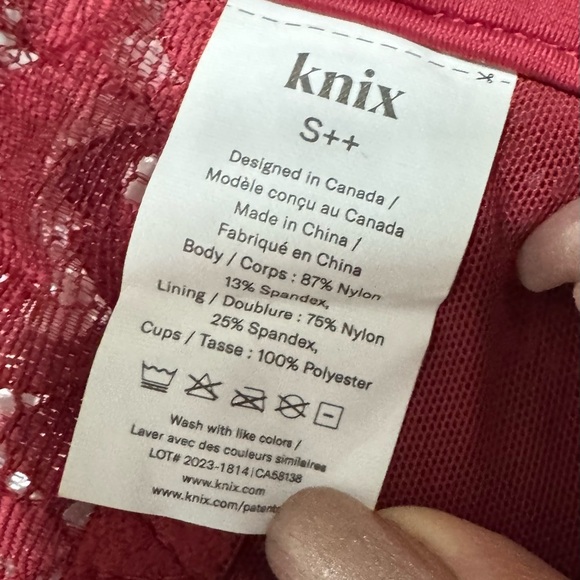 knix
S++
Designed in Canada /
Modèle conçu au Canada
Made in China /
Fabriqué en China
Body / Corps : 87% Nylon
13% Spandex,
Lining / Doublure : 75% Nylon
25% Spandex,
Cups / Tasse : 100% Polyester
Wash with like colors /
Laver avec des couleurs similaires
LOT# 2023-1814 | CA58138
www.knix.com
www.knix.com/patents